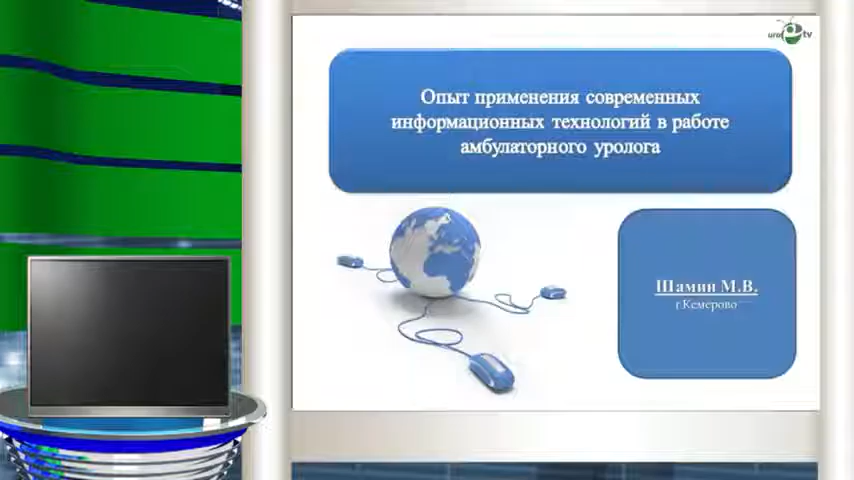 uro tv
Опыт применения современных
информационных технологий в работе
амбулаторного уролога
Шамин М.В.
г.Кемерово